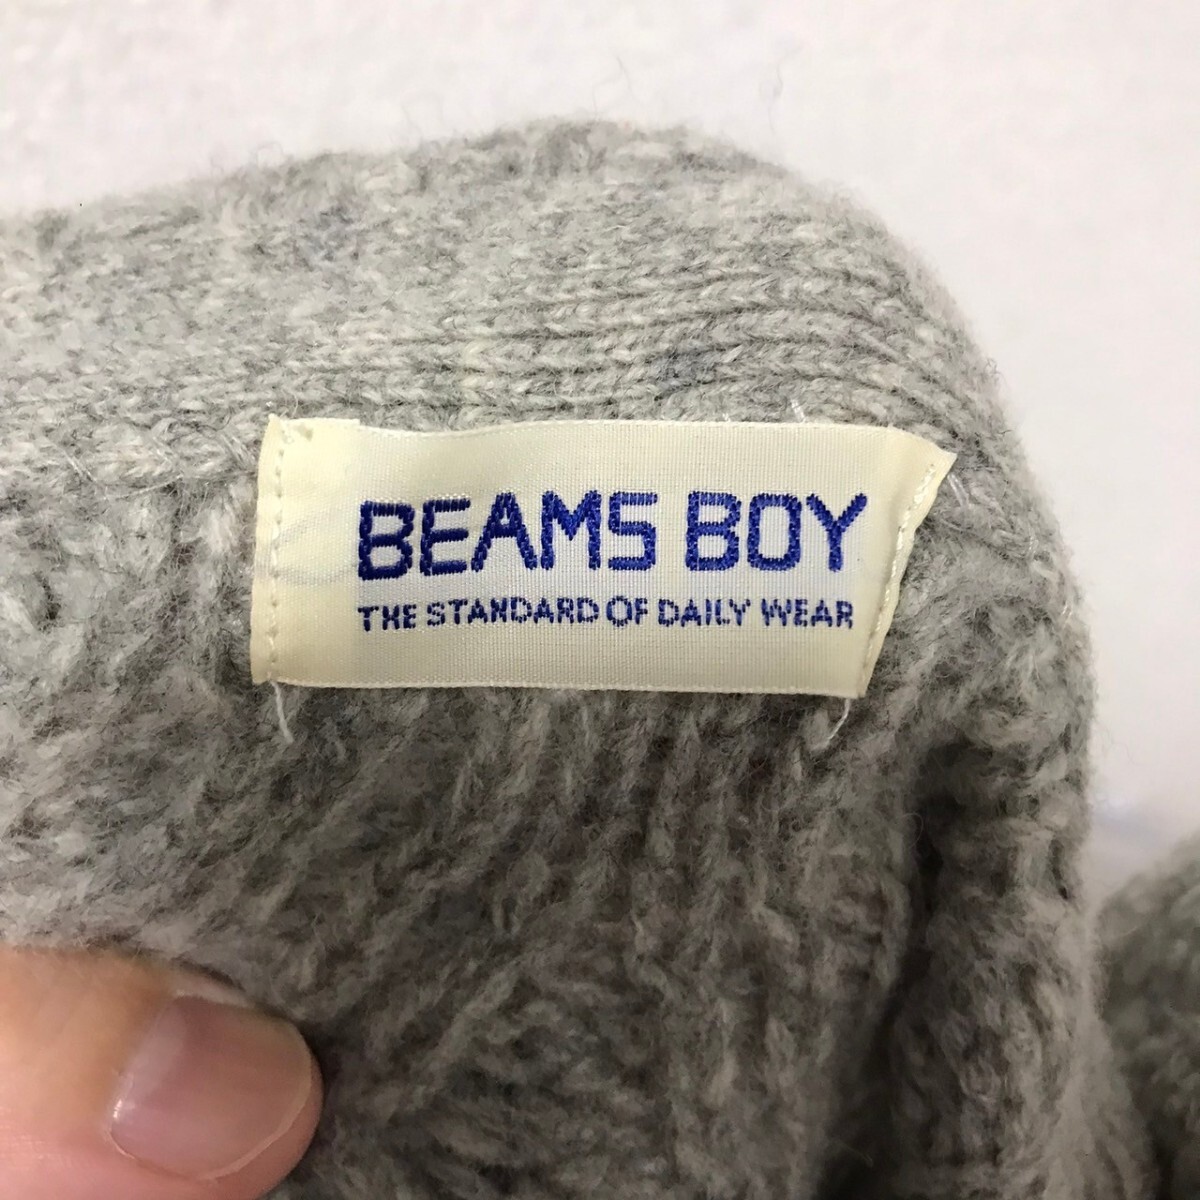 BEAMS BOY
THE STANDARD OF DAILY WEAR